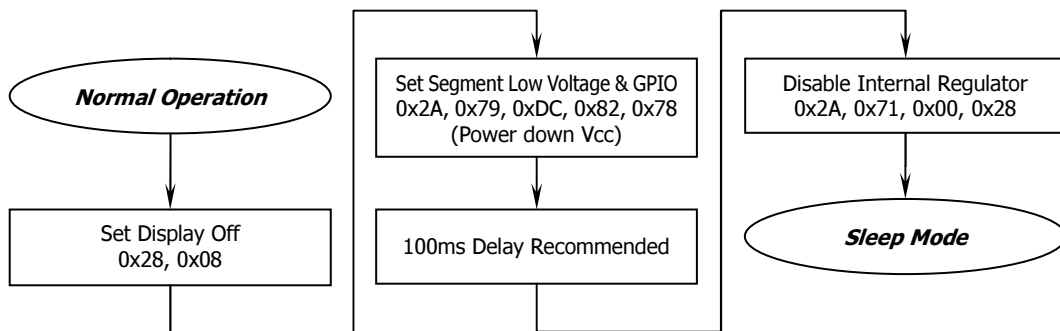 Normal Operation
Set Display Off
0x28, 0x08
Set Segment Low Voltage & GPIO
0x2A, 0x79, 0xDC, 0x82, 0x78
(Power down Vcc)
100ms Delay Recommended
Disable Internal Regulator
0x2A, 0x71, 0x00, 0x28
Sleep Mode